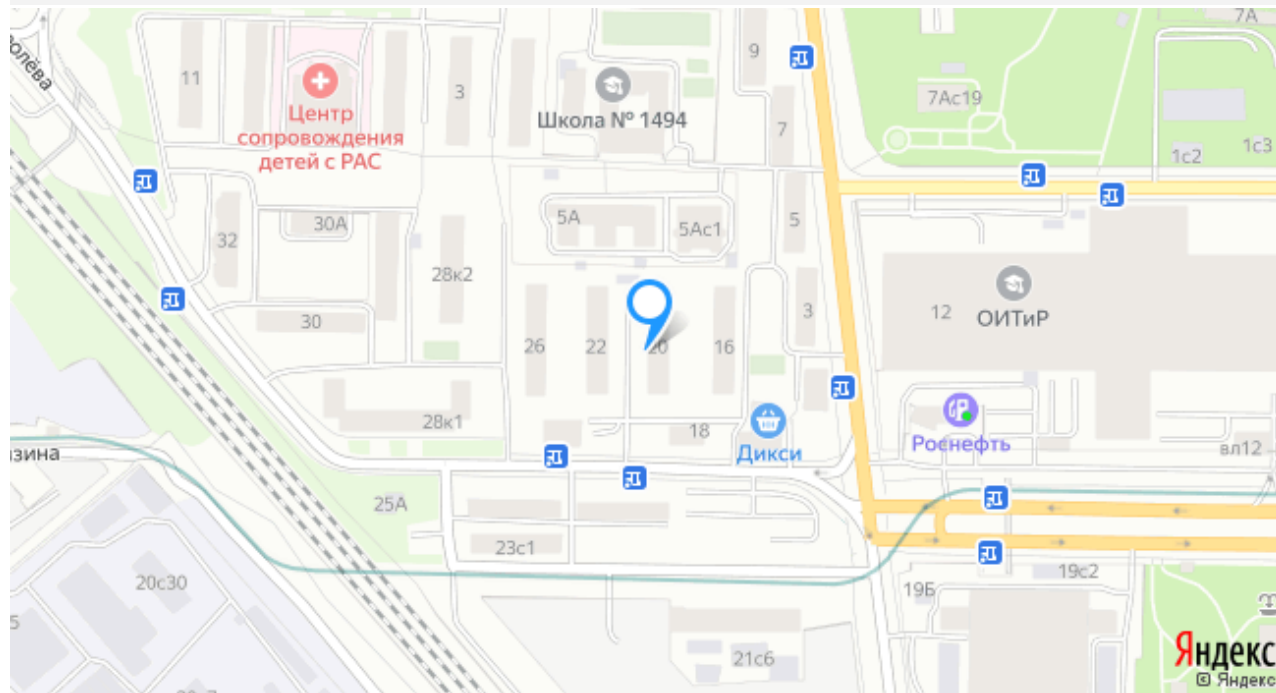 7А
олёва
11
3
9
7Ас19
Центр
сопровождения
детей с РАС
Школа № 1494
7
1с2
1с3
32
30А
5А
5Ас1
5
28к2
12
ОИТиР
30
26
22
20
16
3
28к1
18
Дикси
Роснефть
вл12
зина
25А
23с1
20с30
19Б
19с2
5
21с6
Яндекс
© Яндекс